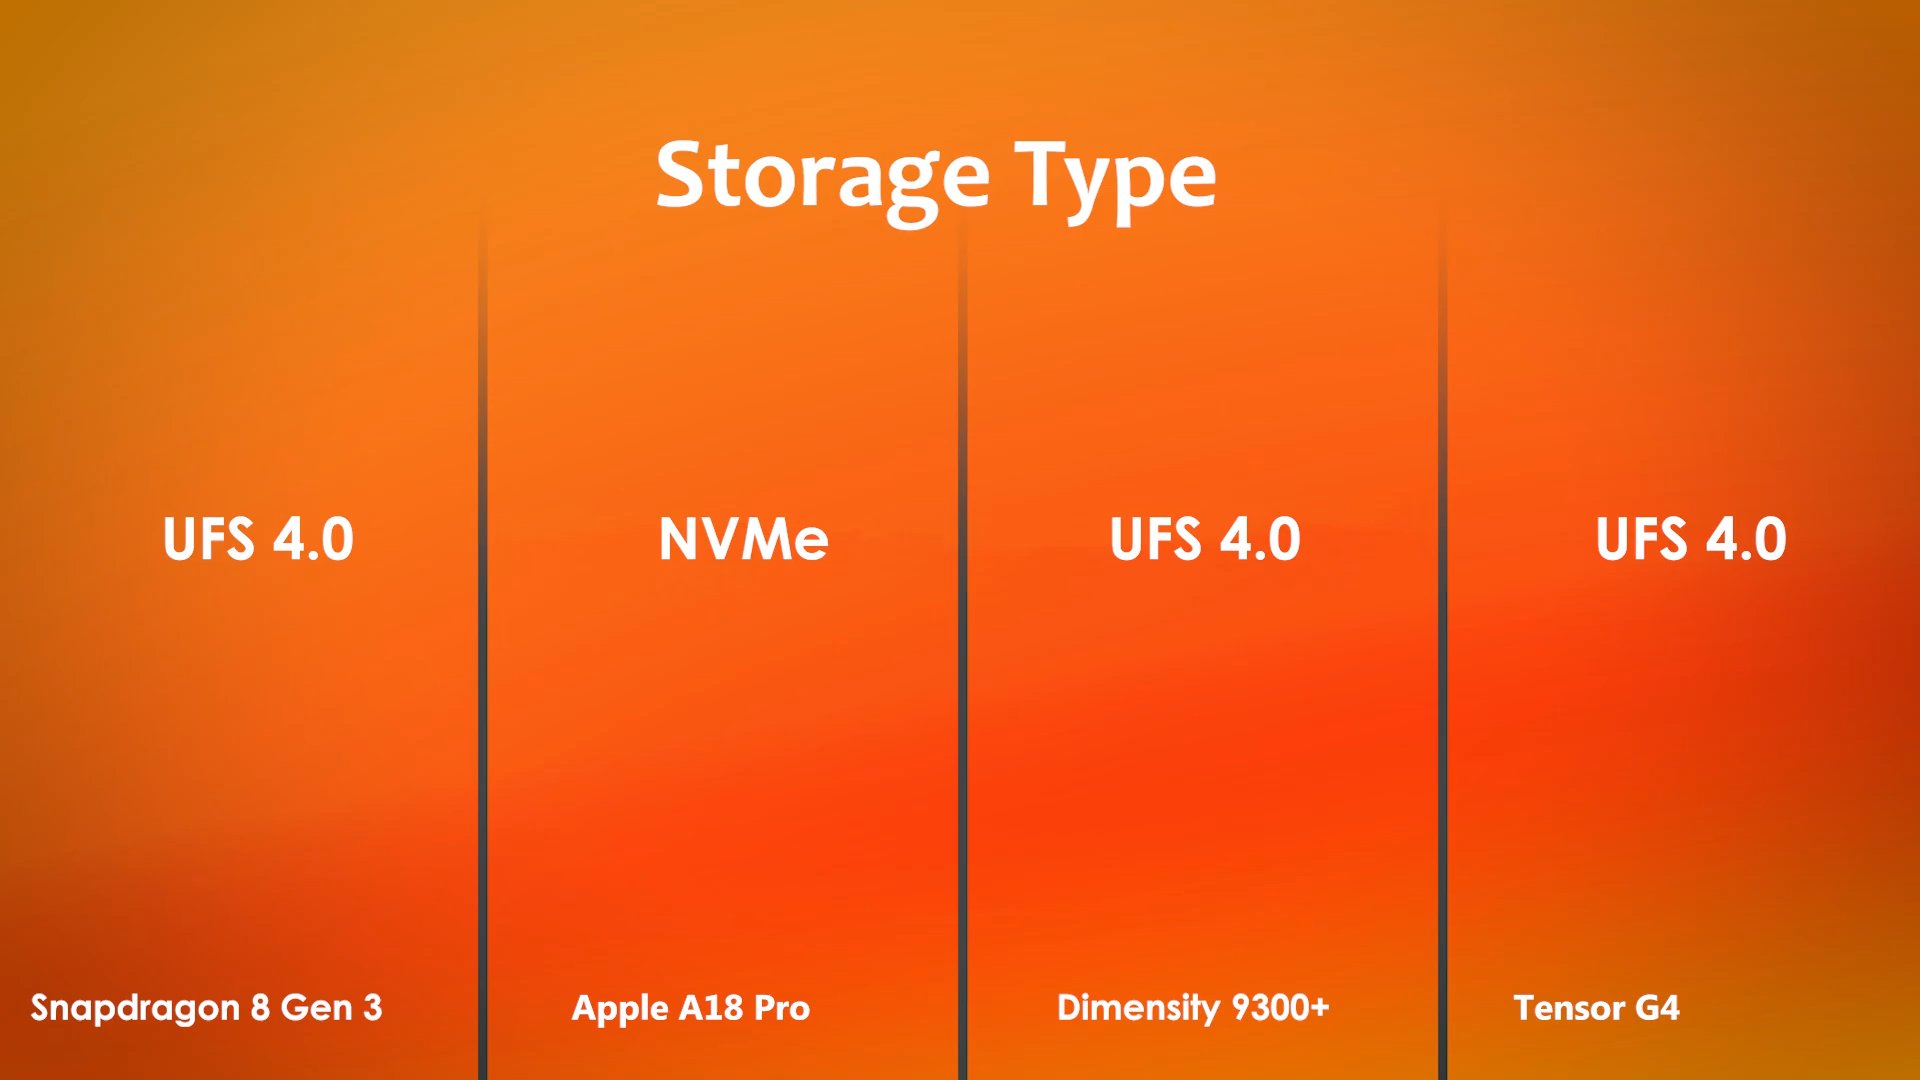 Storage Type
UFS 4.0
NVMe
UFS 4.0
UFS 4.0
Snapdragon 8 Gen 3
Apple A18 Pro
Dimensity 9300+
Tensor G4